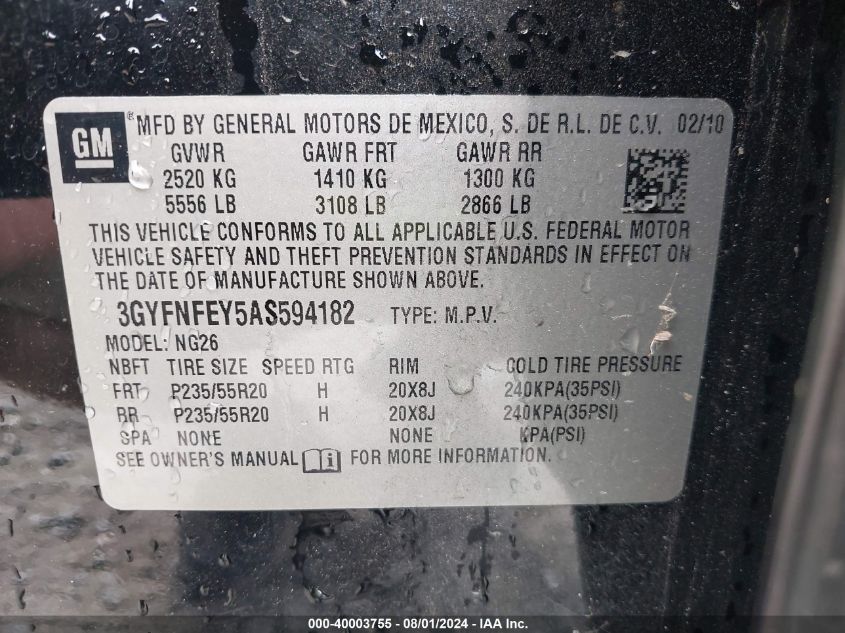 GM ® MFD BY GENERAL MOTORS DE MEXICO, S. DE R.L. DE C.V. 02/10
GVWR GAWR FRT GAWR RR
2520 KG 1410 KG 1300 KG
5556 LB 3108 LB 2866 LB
THIS VEHICLE CONFORMS TO ALL APPLICABLE U.S. FEDERAL MOTOR
VEHICLE SAFETY AND THEFT PREVENTION STANDARDS IN EFFECT ON
THE DATE OF MANUFACTURE SHOWN ABOVE.
3GYFNFEY5AS594182 TYPE: M.P.V.
MODEL: NG26
NBFT TIRE SIZE SPEED RTG RIM COLD TIRE PRESSURE
FRT P235/55R20 H 20X8J 240KPA(35PSI)
RR P235/55R20 H 20X8J 240KPA(35PSI)
SPA NONE NONE KPA(PSI)
SEE OWNER'S MANUAL i FOR MORE INFORMATION.
000-40003755 - 08/01/2024 - IAAI.COM